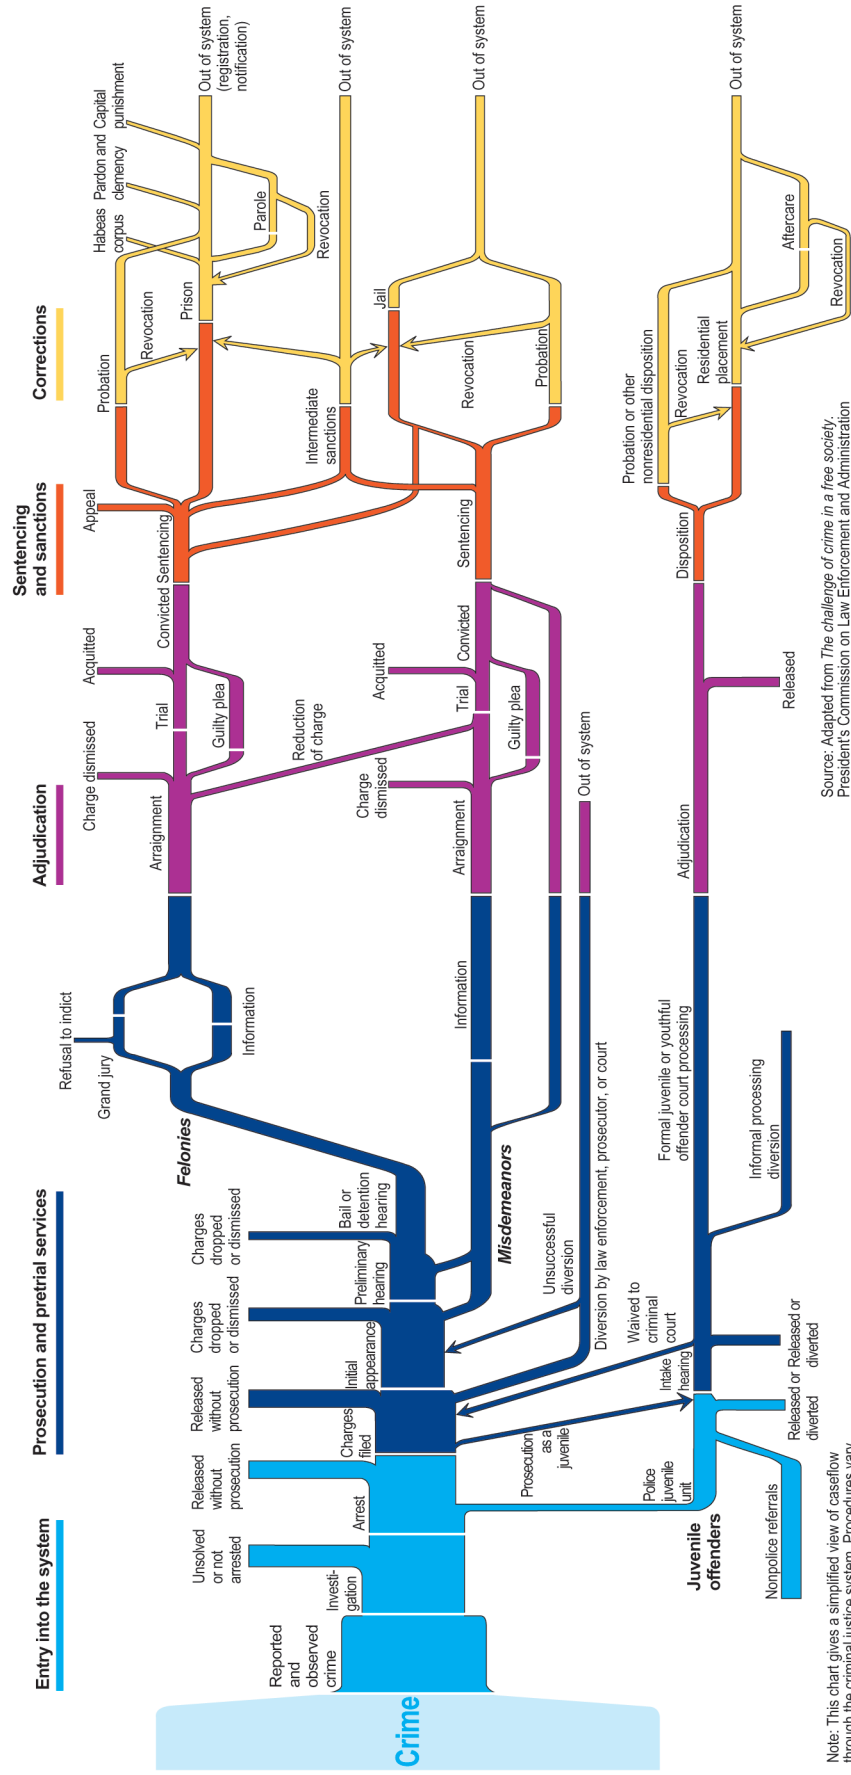 Entry into the system
Prosecution and pretrial services
Adjudication
Sentencing
and sanctions
Corrections
Crime
Reported
and
observed
crime
Investi-
gation
Unsolved
or not
arrested
Arrest
Released
without
prosecution
Charges
filed
Released
without
prosecution
Initial
appearance
Charges
dropped
or dismissed
Preliminary
hearing
Charges
dropped
or dismissed
Bail or
detention
hearing
Felonies
Refusal to indict
Grand jury
Information
Arraignment
Charge dismissed
Trial
Acquitted
Guilty plea
Convicted
Reduction
of charge
Sentencing
Appeal
Probation
Revocation
Prison
Habeas
corpus
Pardon and
clemency
Capital
punishment
Parole
Revocation
Out of system
(registration,
notification)
Intermediate
sanctions
Out of system
Misdemeanors
Information
Arraignment
Charge
dismissed
Trial
Acquitted
Guilty plea
Convicted
Sentencing
Jail
Revocation
Probation
Out of system
Unsuccessful
diversion
Diversion by law enforcement, prosecutor, or court
Out of system
Prosecution
as a
juvenile
Waived to
criminal
court
Police
juvenile
unit
Juvenile
offenders
Nonpolice referrals
Released or
diverted
Intake
hearing
Released or
diverted
Formal juvenile or youthful
offender court processing
Informal processing
diversion
Adjudication
Released
Disposition
Probation or other
nonresidential disposition
Revocation
Residential
placement
Aftercare
Revocation
Out of system
Note: This chart gives a simplified view of caseflow
through the criminal justice system. Procedures vary
Source: Adapted from The challenge of crime in a free society.
President's Commission on Law Enforcement and Administration